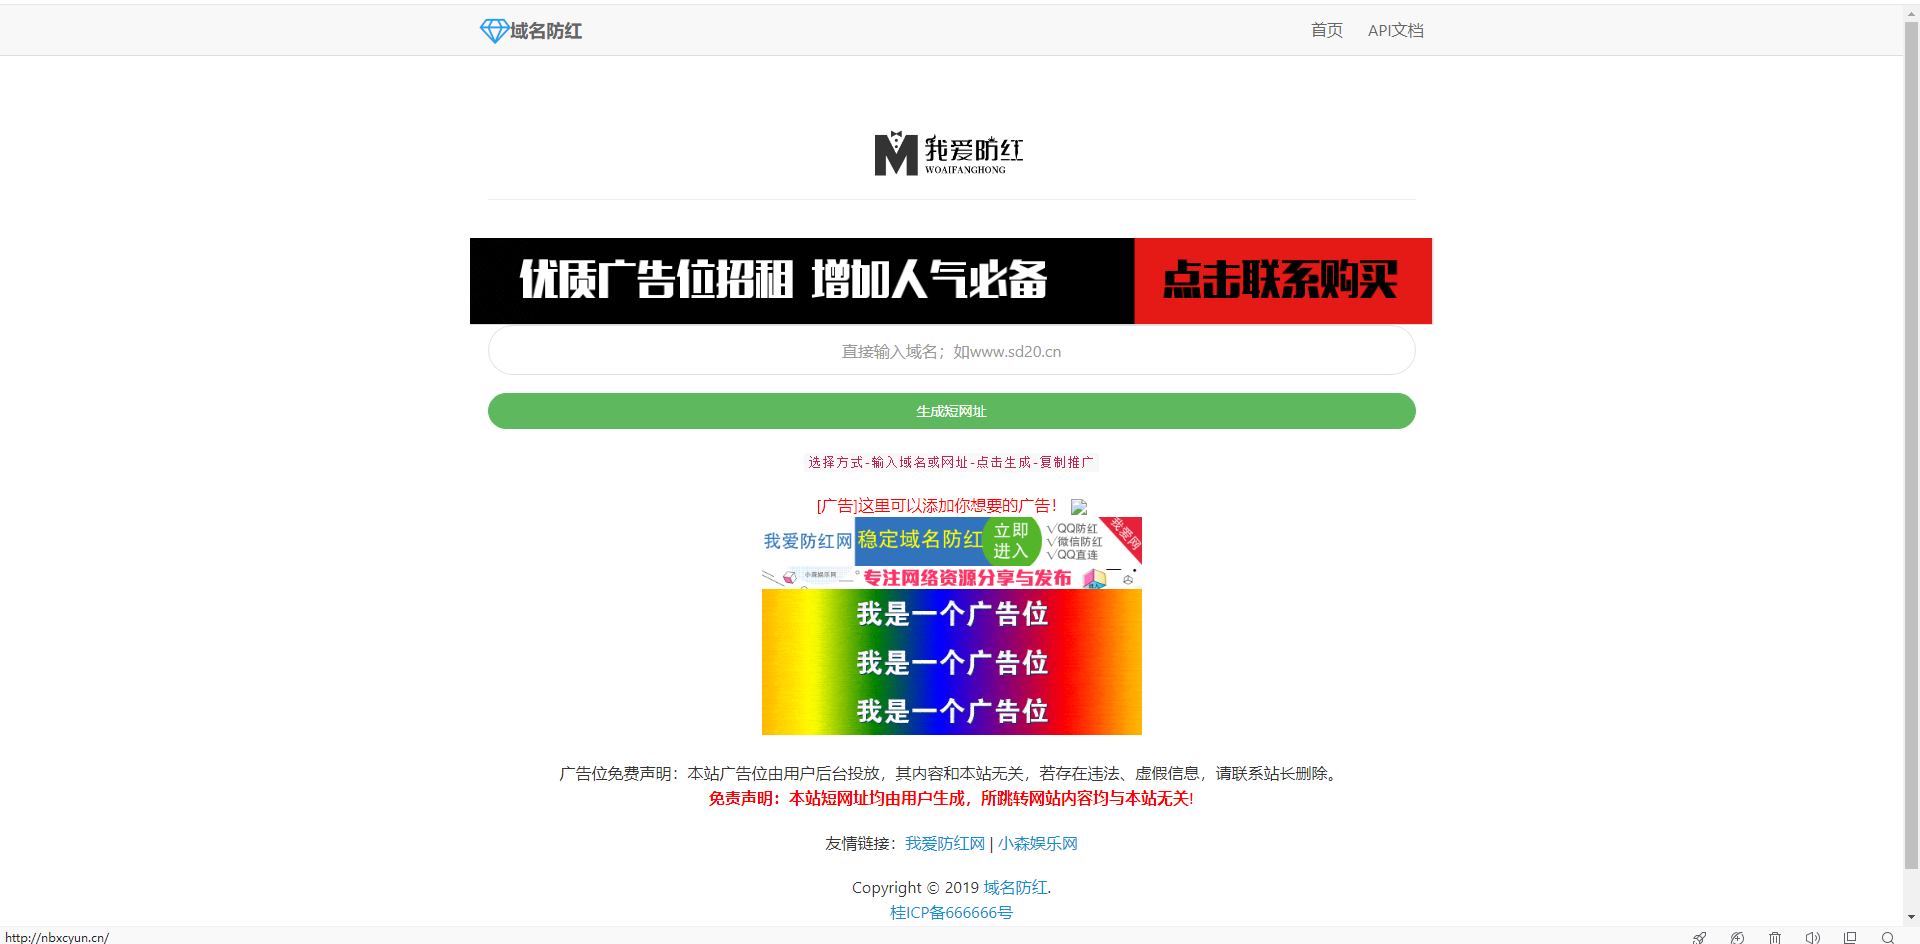 域名防红
首页 API文档
我爱防红
WOAIFANGHONG
优质广告位招租 增加人气必备 点击联系购买
直接输入域名；如www.sd20.cn
生成短网址
选择方式-输入域名或网址-点击生成-复制推广
[广告]这里可以添加你想要的广告！
我爱防红网 稳定域名防红 立即进入 √QQ防红 √微信防红 √QQ直连 我爱网
小森娱乐网 专注网络资源分享与发布
我是一个广告位
我是一个广告位
我是一个广告位
广告位免费声明：本站广告位由用户后台投放，其内容和本站无关，若存在违法、虚假信息，请联系站长删除。
免责声明：本站短网址均由用户生成，所跳转网站内容均与本站无关!
友情链接：我爱防红网 | 小森娱乐网
Copyright © 2019 域名防红.
桂ICP备666666号
http://nbxcyun.cn/